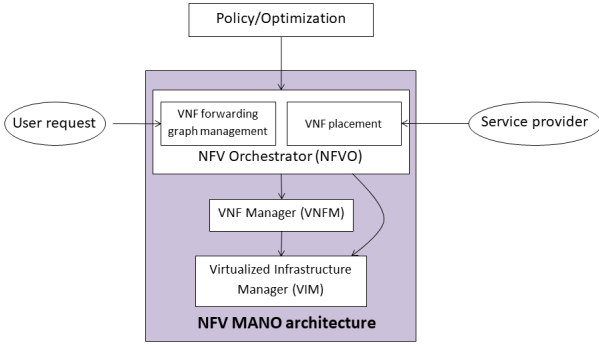 Policy/Optimization
User request
VNF forwarding
graph management
VNF placement
Service provider
NFV Orchestrator (NFVO)
VNF Manager (VNFM)
Virtualized Infrastructure
Manager (VIM)
NFV MANO architecture